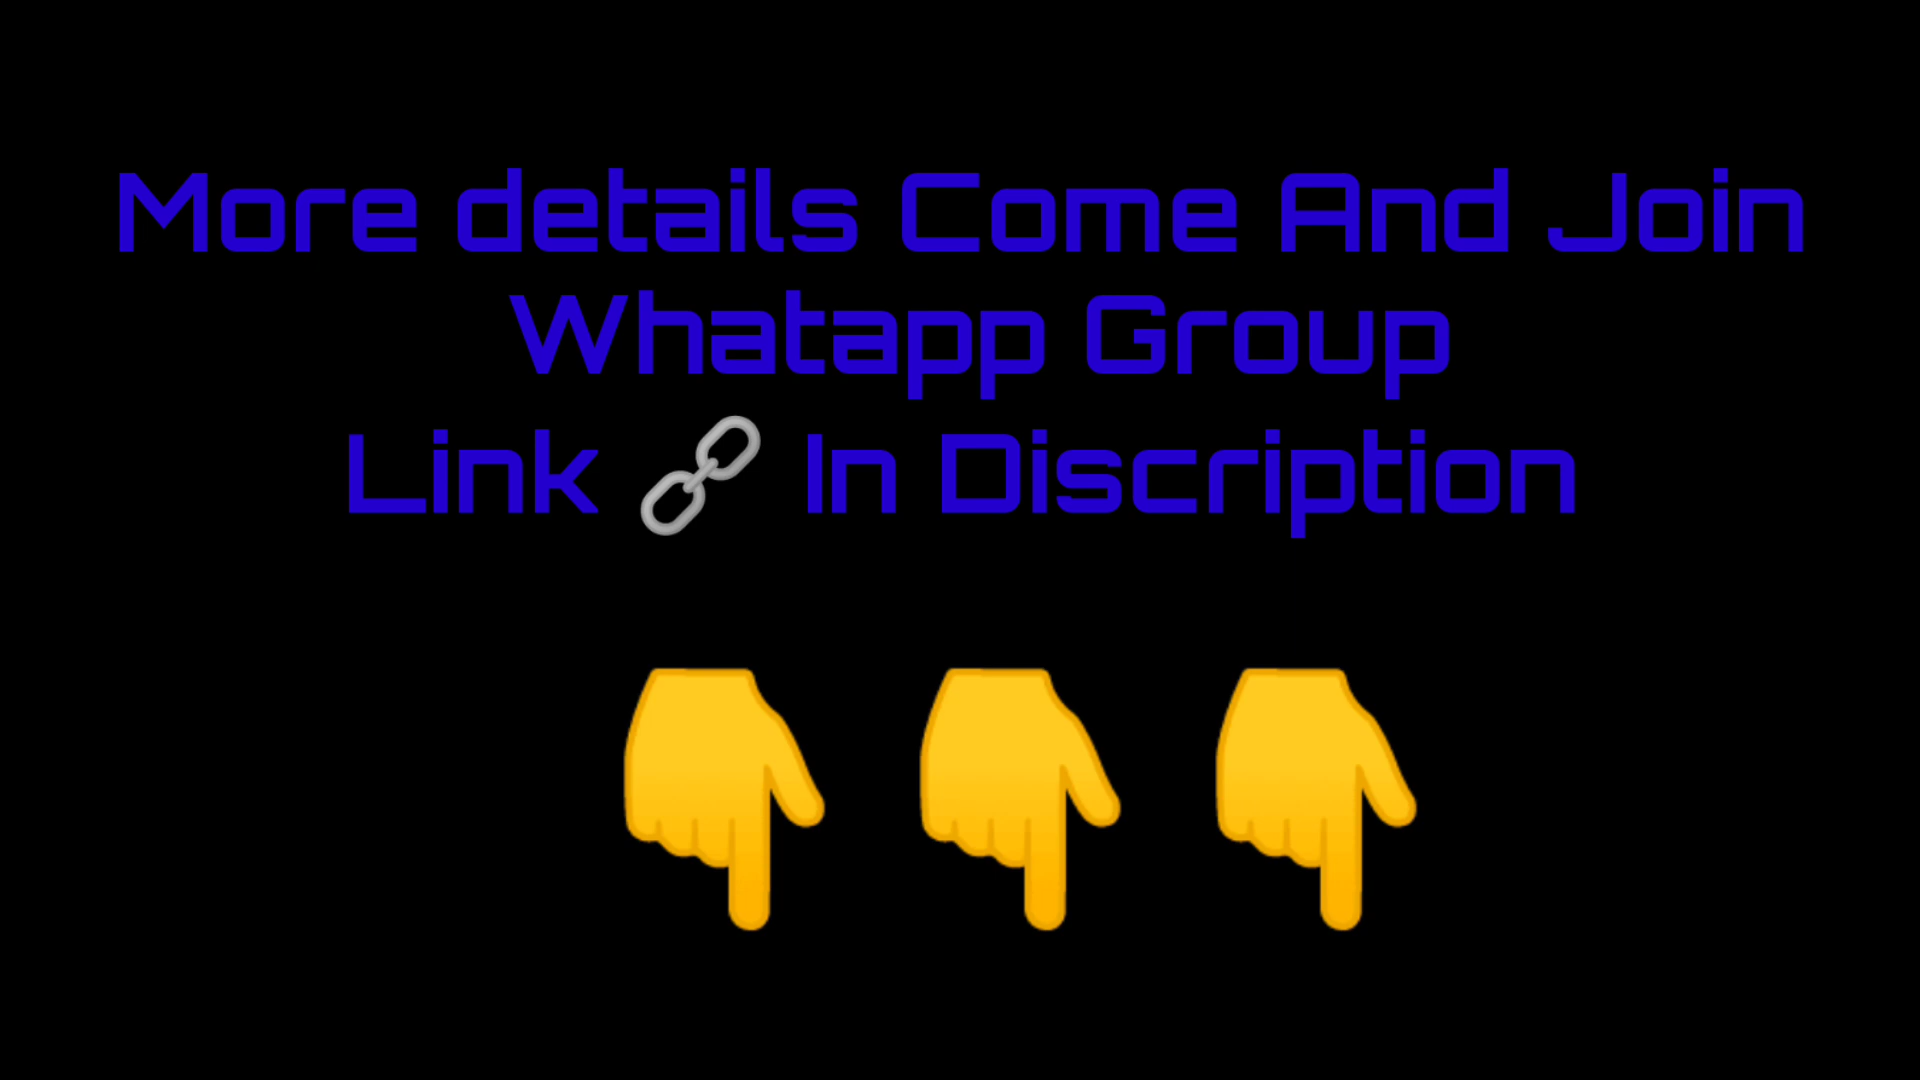 More details Come And Join
Whatapp Group
Link 🔗 In Discription
👇 👇 👇